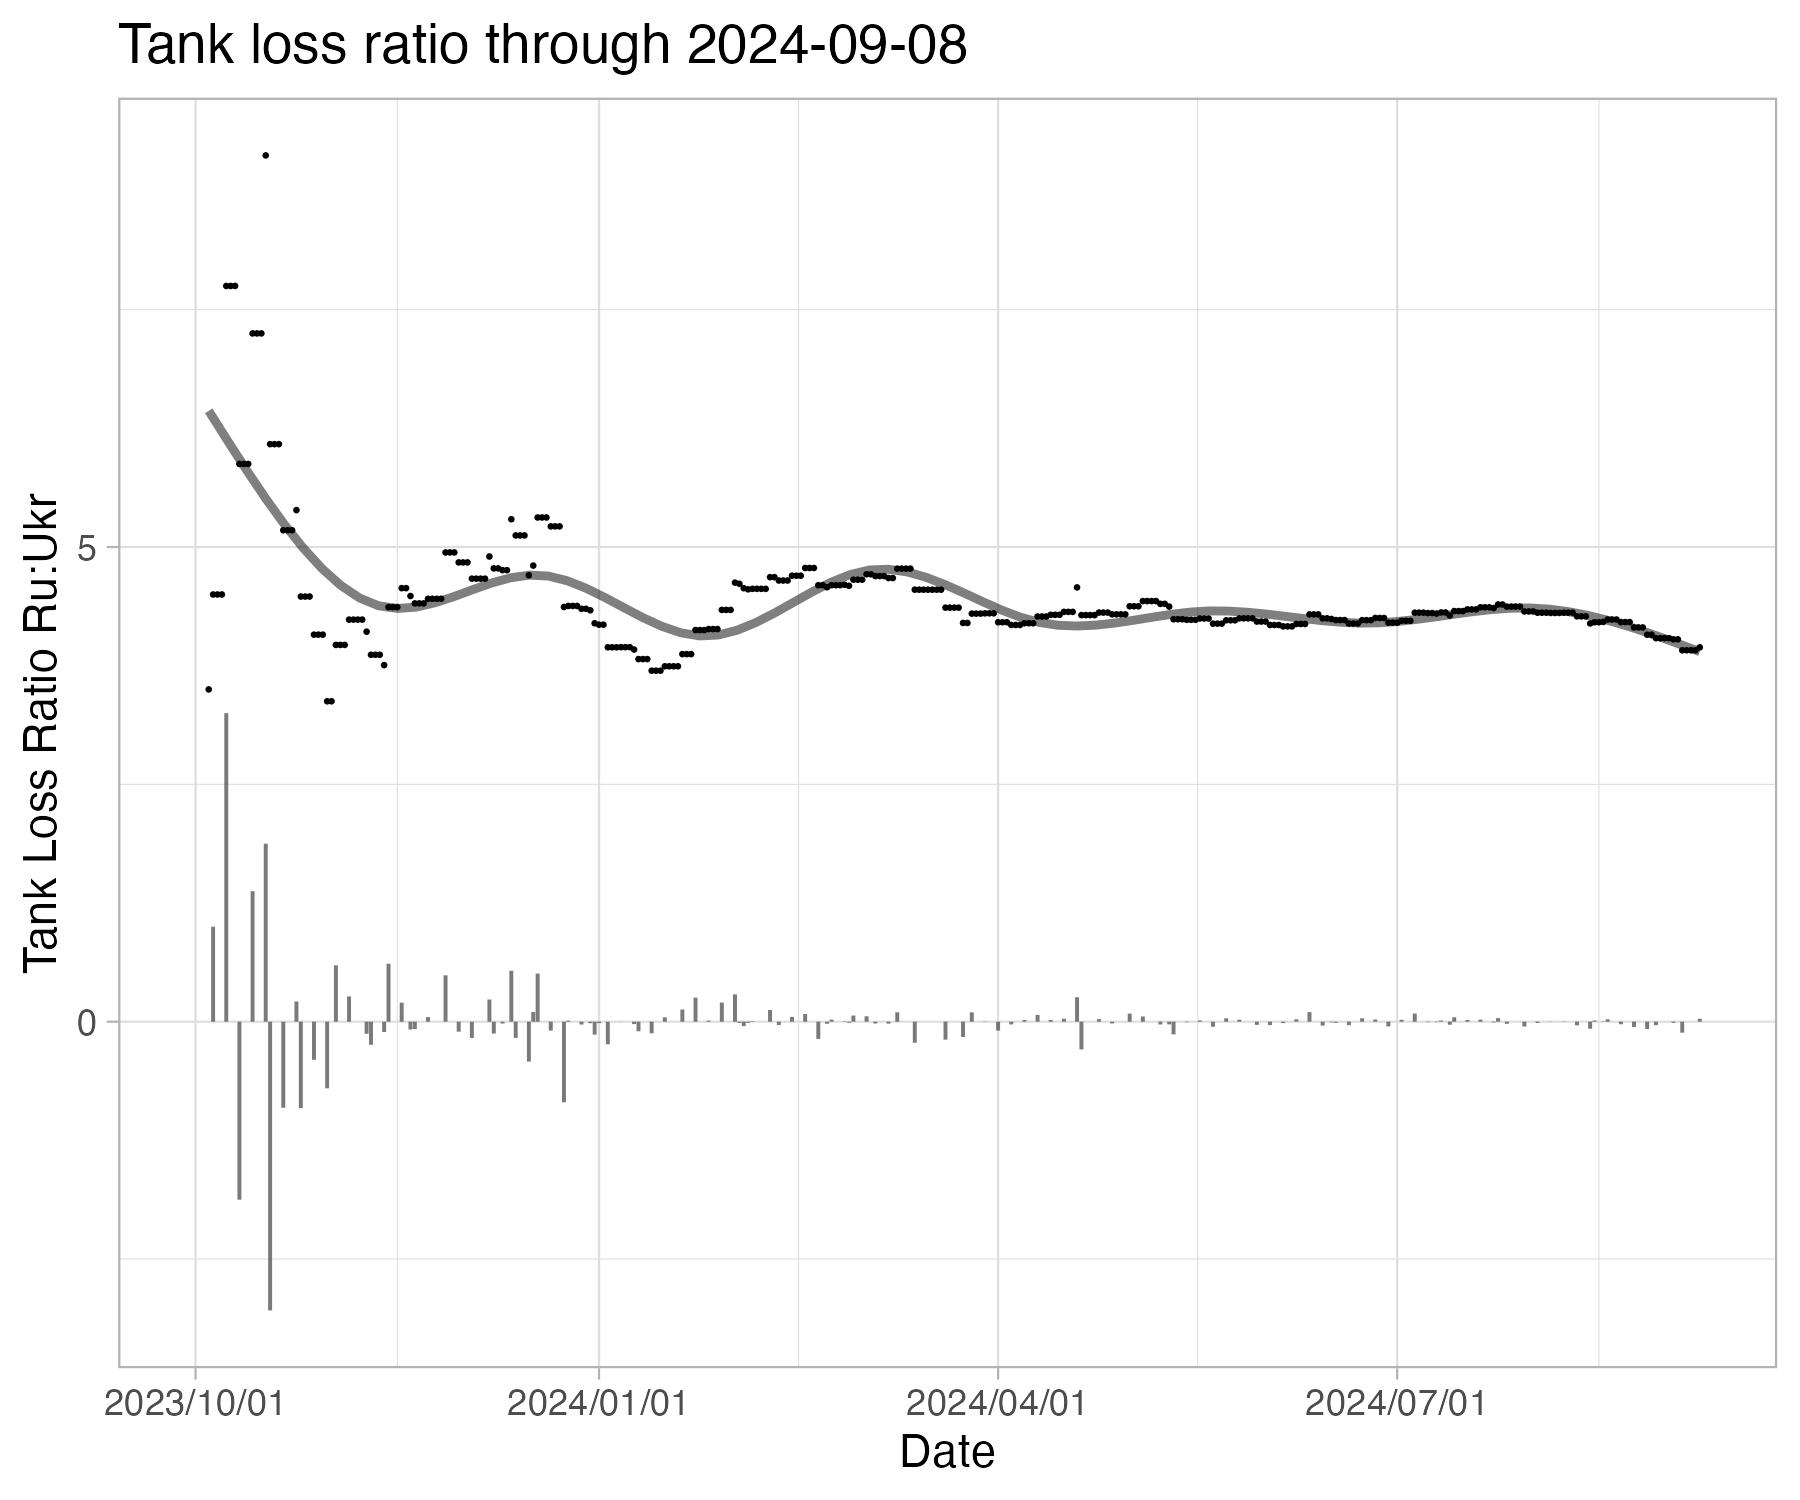 Tank loss ratio through 2024-09-08
Tank Loss Ratio Ru:Ukr
5
0
2023/10/01
2024/01/01
2024/04/01
2024/07/01
Date